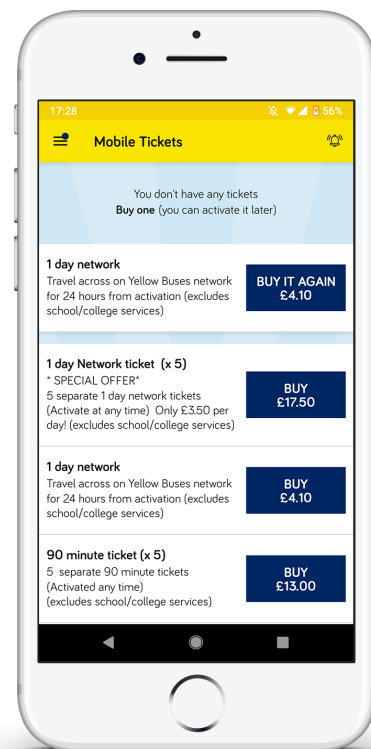 17:28
56%
Mobile Tickets
You don't have any tickets
Buy one (you can activate it later)
1 day network
Travel across on Yellow Buses network
for 24 hours from activation (excludes
school/college services)
BUY IT AGAIN
£4.10
1 day Network ticket (x 5)
* SPECIAL OFFER*
5 separate 1 day network tickets
(Activate at any time) Only £3.50 per
day! (excludes school/college services)
BUY
£17.50
1 day network
Travel across on Yellow Buses network
for 24 hours from activation (excludes
school/college services)
BUY
£4.10
90 minute ticket (x 5)
5 separate 90 minute tickets
(Activated any time)
(excludes school/college services)
BUY
£13.00